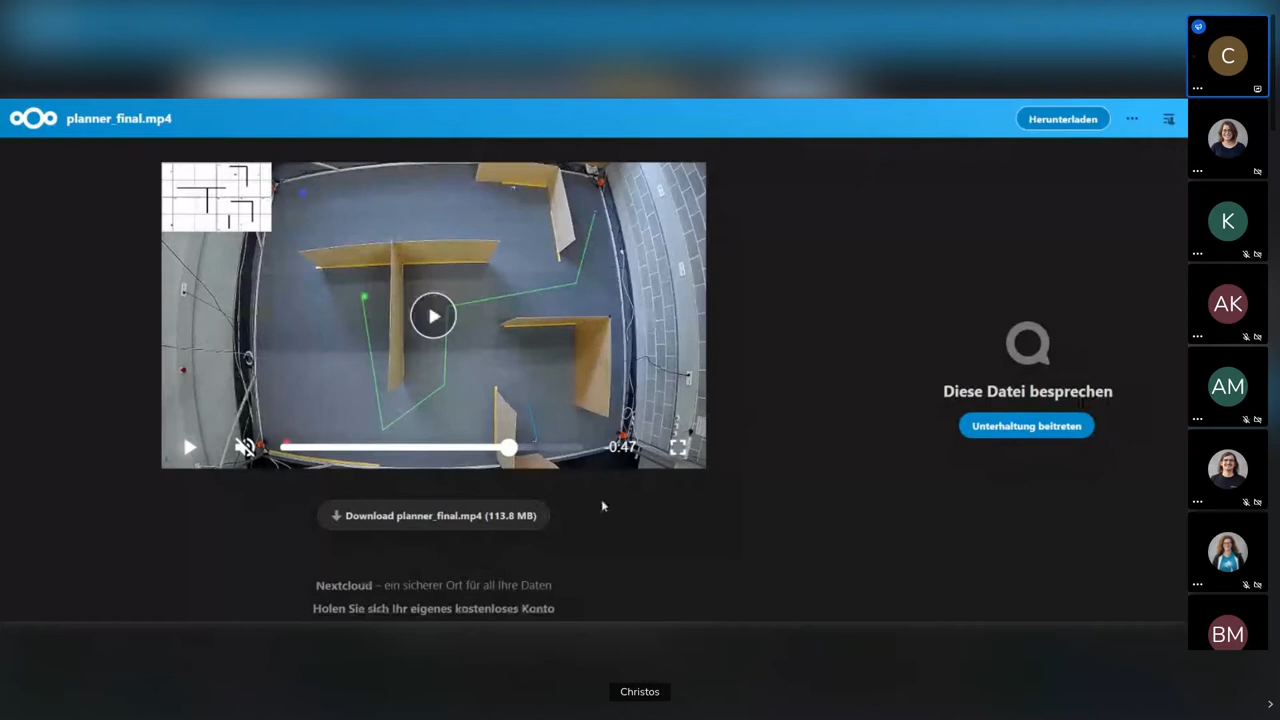 planner_final.mp4
Herunterladen
-0:47
Download planner_final.mp4 (113.8 MB)
Nextcloud – ein sicherer Ort für all Ihre Daten
Holen Sie sich Ihr eigenes kostenloses Konto
Diese Datei besprechen
Unterhaltung beitreten
C
K
AK
AM
BM
Christos